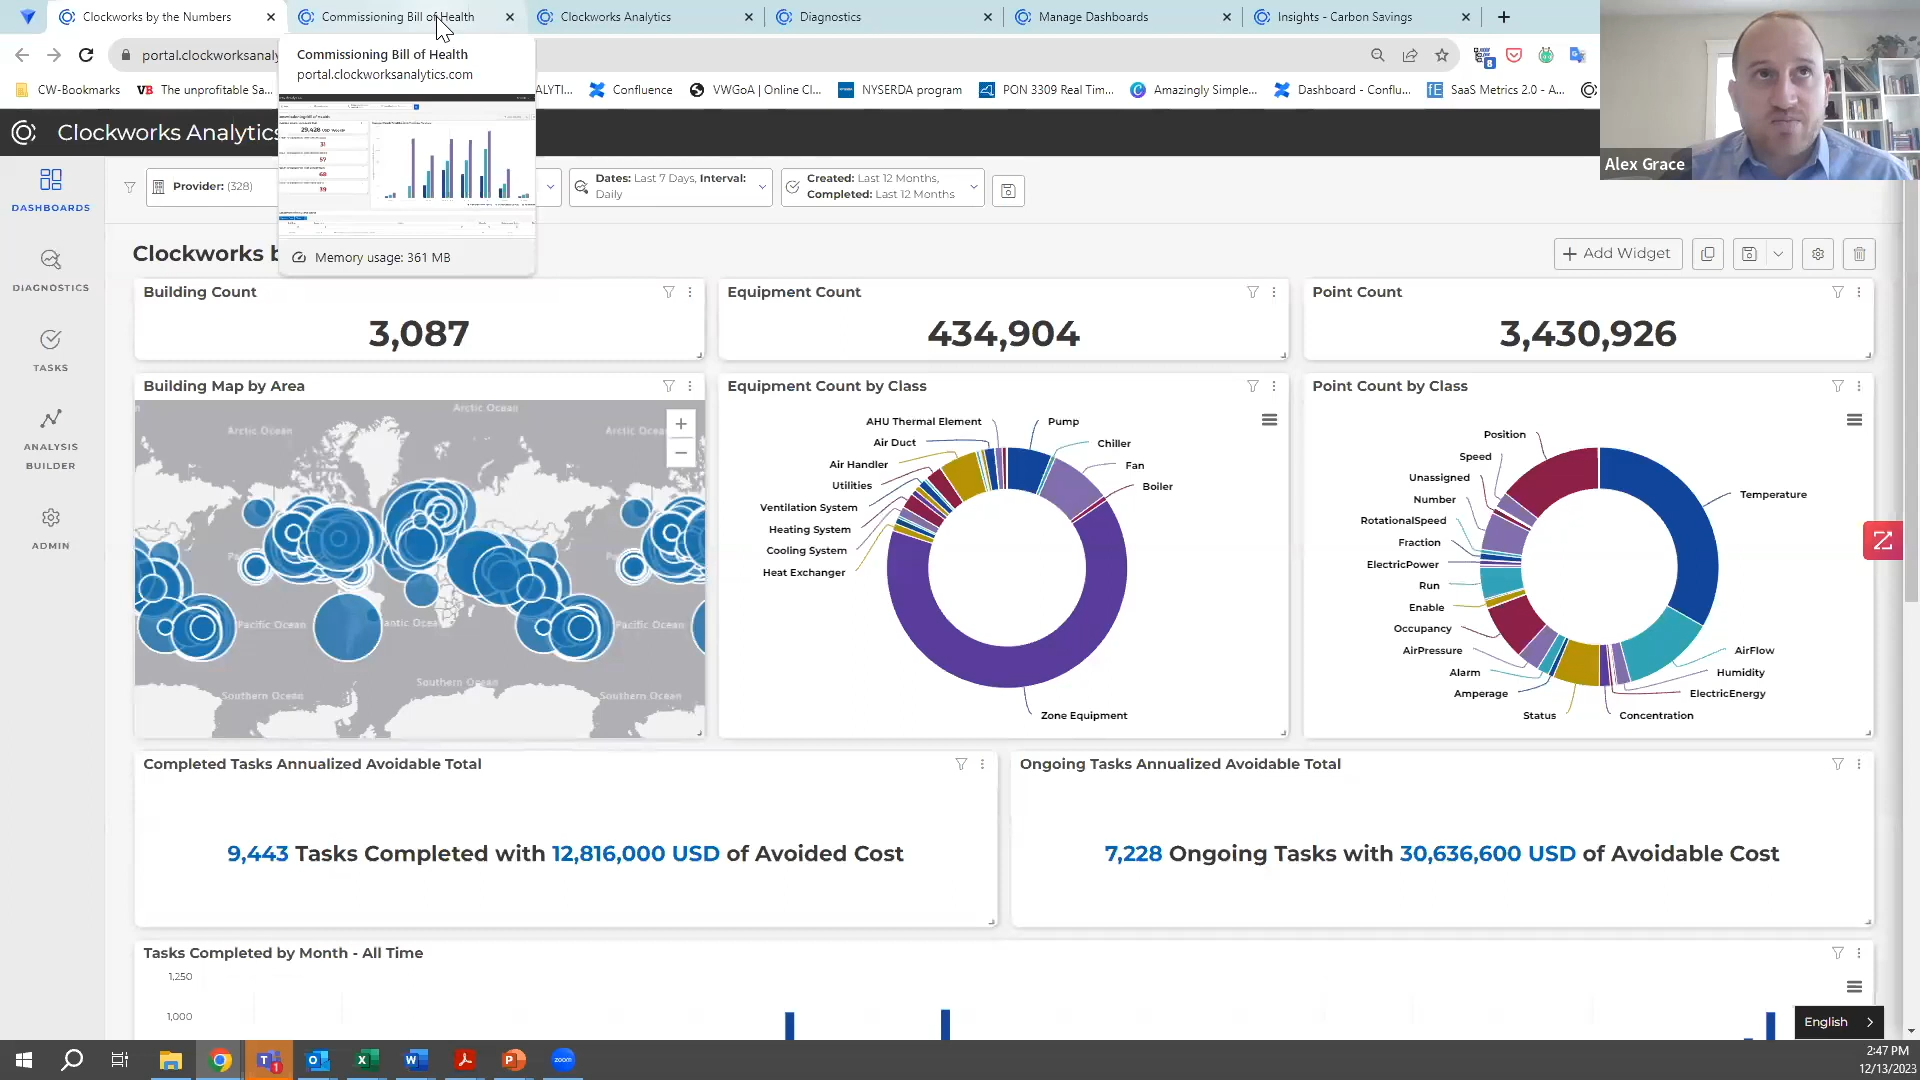 Clockworks by the Numbers
Commissioning Bill of Health
Clockworks Analytics
Diagnostics
Manage Dashboards
Insights - Carbon Savings
Commissioning Bill of Health
portal.clockworksanalytics.com
Memory usage: 361 MB
portal.clockworksanaly
8
CW-Bookmarks
VB The unprofitable Sa...
ALYTI...
Confluence
VWGoA | Online Cl...
NYSERDA program
PON 3309 Real Tim...
Amazingly Simple...
Dashboard - Conflu...
fE SaaS Metrics 2.0 - A...
Clockworks Analytics
Alex Grace
DASHBOARDS
DIAGNOSTICS
TASKS
ANALYSIS
BUILDER
ADMIN
Provider: (328)
Dates: Last 7 Days, Interval:
Daily
Created: Last 12 Months,
Completed: Last 12 Months
Clockworks b
Add Widget
Building Count
3,087
Equipment Count
434,904
Point Count
3,430,926
Building Map by Area
Arctic Ocean
Arctic Ocean
Arctic Oc
Pacific Ocean
antic Ocea
Pacific Ocean
Pacific Ocean
Southern Ocean
Southern Ocean
Southern Ocean
+
−
Equipment Count by Class
AHU Thermal Element
Air Duct
Air Handler
Utilities
Ventilation System
Heating System
Cooling System
Heat Exchanger
Pump
Chiller
Fan
Boiler
Zone Equipment
Point Count by Class
Position
Speed
Unassigned
Number
RotationalSpeed
Fraction
ElectricPower
Run
Enable
Occupancy
AirPressure
Alarm
Amperage
Status
Temperature
AirFlow
Humidity
ElectricEnergy
Concentration
Completed Tasks Annualized Avoidable Total
9,443 Tasks Completed with 12,816,000 USD of Avoided Cost
Ongoing Tasks Annualized Avoidable Total
7,228 Ongoing Tasks with 30,636,600 USD of Avoidable Cost
Tasks Completed by Month - All Time
1,250
1,000
English
2:47 PM
12/13/2023